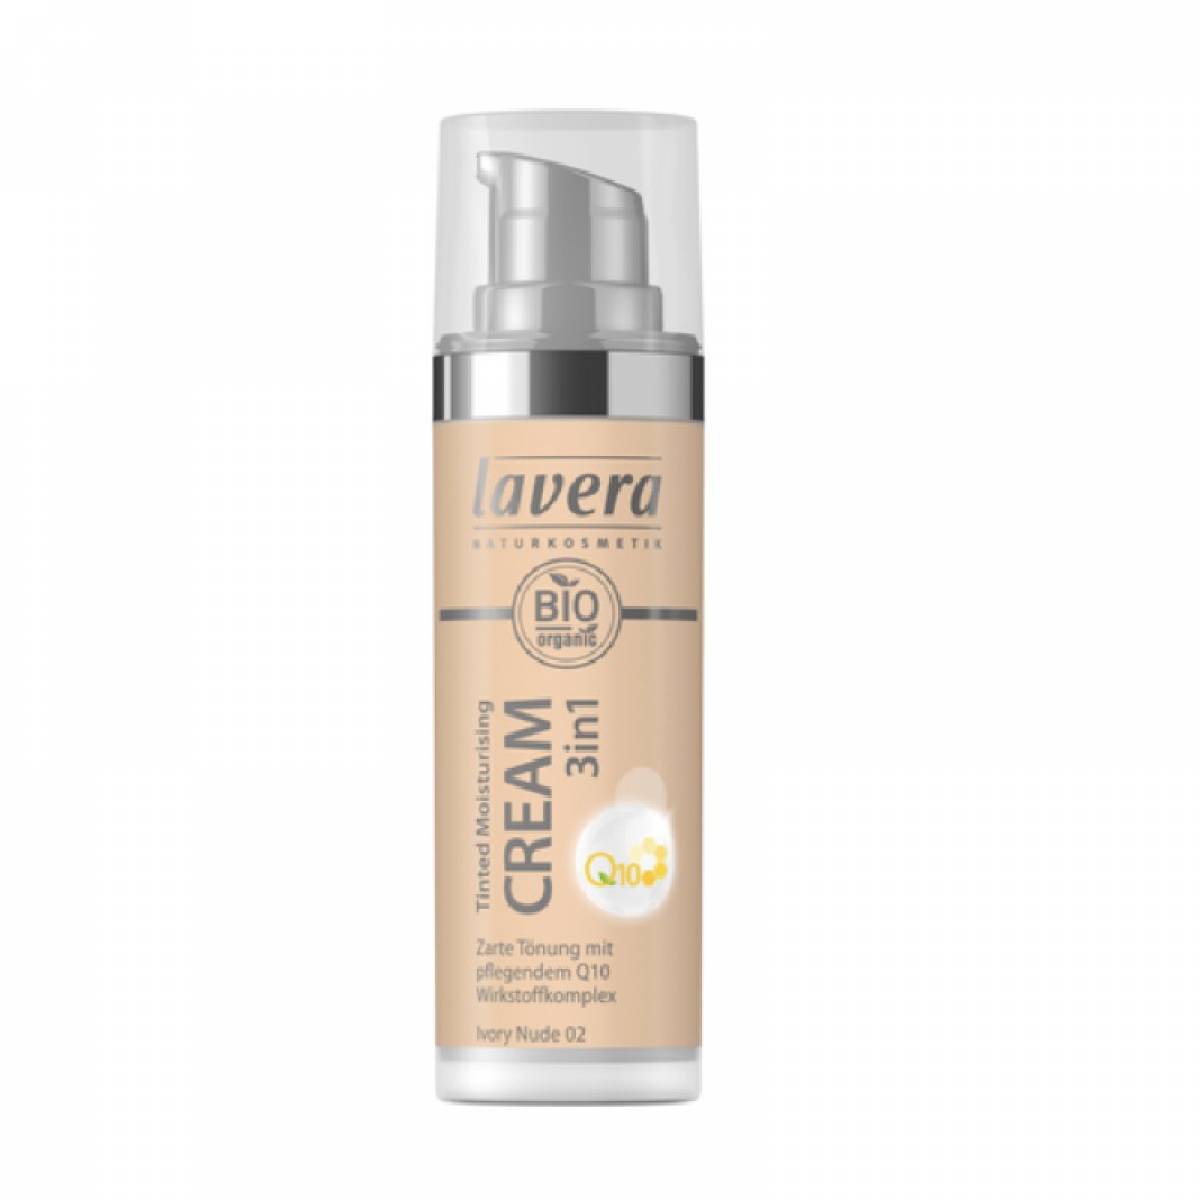 lavera
NATURKOSMETIK
BIO
organic
Tinted Moisturising
CREAM
3in1
Q10
Zarte Tönung mit
pflegendem Q10
Wirkstoffkomplex
Ivory Nude 02